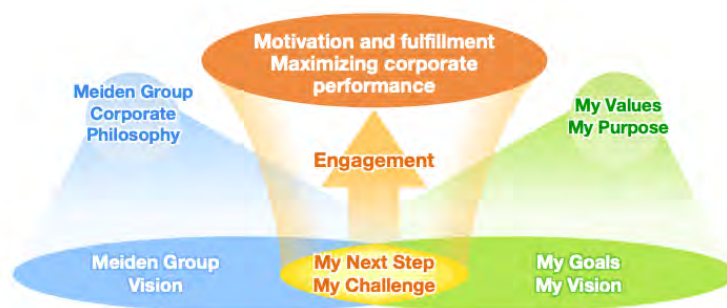 Motivation and fulfillment
Maximizing corporate
performance
Meiden Group
Corporate
Philosophy
My Values
My Purpose
Engagement
Meiden Group
Vision
My Next Step
My Challenge
My Goals
My Vision